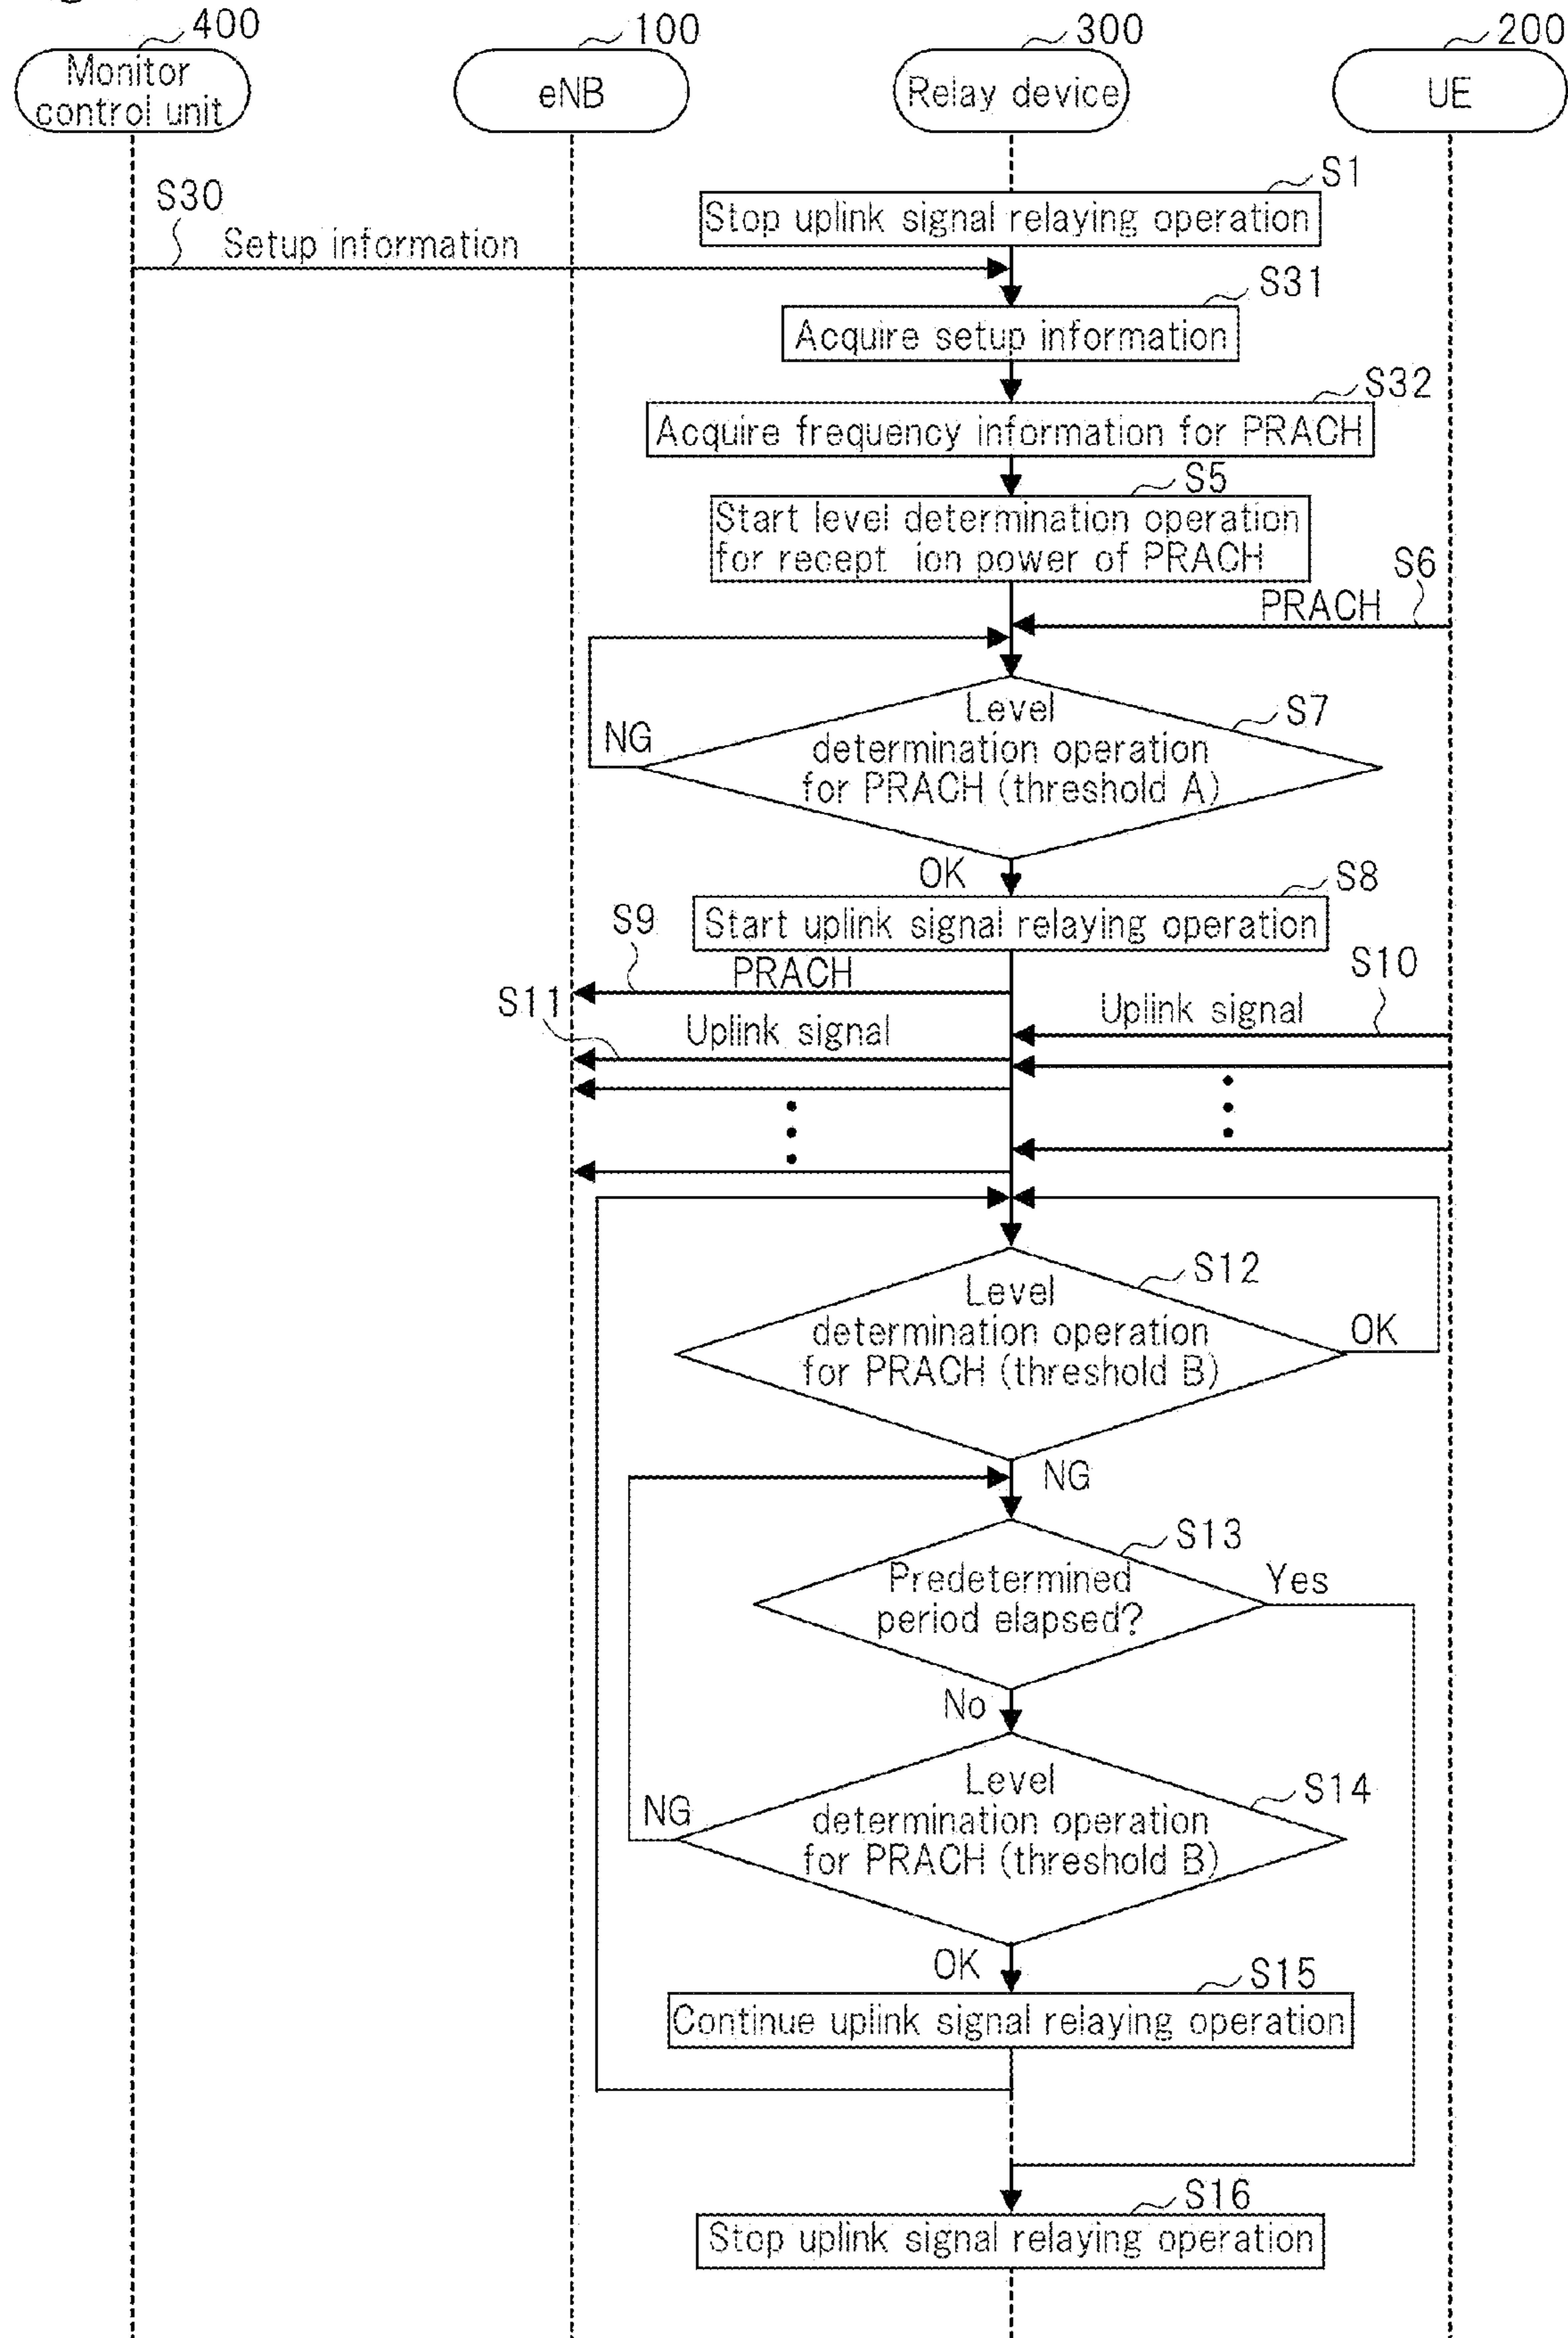 400
100
300
200
Monitor
control unit
eNB
Relay device
UE
S1
Stop uplink signal relaying operation
S30
Setup information
S31
Acquire setup information
S32
Acquire frequency information for PRACH
S5
Start level determination operation
for recept ion power of PRACH
S6
PRACH
S7
Level
determination operation
for PRACH (threshold A)
NG
OK
S8
Start uplink signal relaying operation
S9
PRACH
S10
Uplink signal
S11
Uplink signal
S12
Level
determination operation
for PRACH (threshold B)
OK
NG
S13
Predetermined
period elapsed?
Yes
No
S14
Level
determination operation
for PRACH (threshold B)
NG
OK
S15
Continue uplink signal relaying operation
S16
Stop uplink signal relaying operation